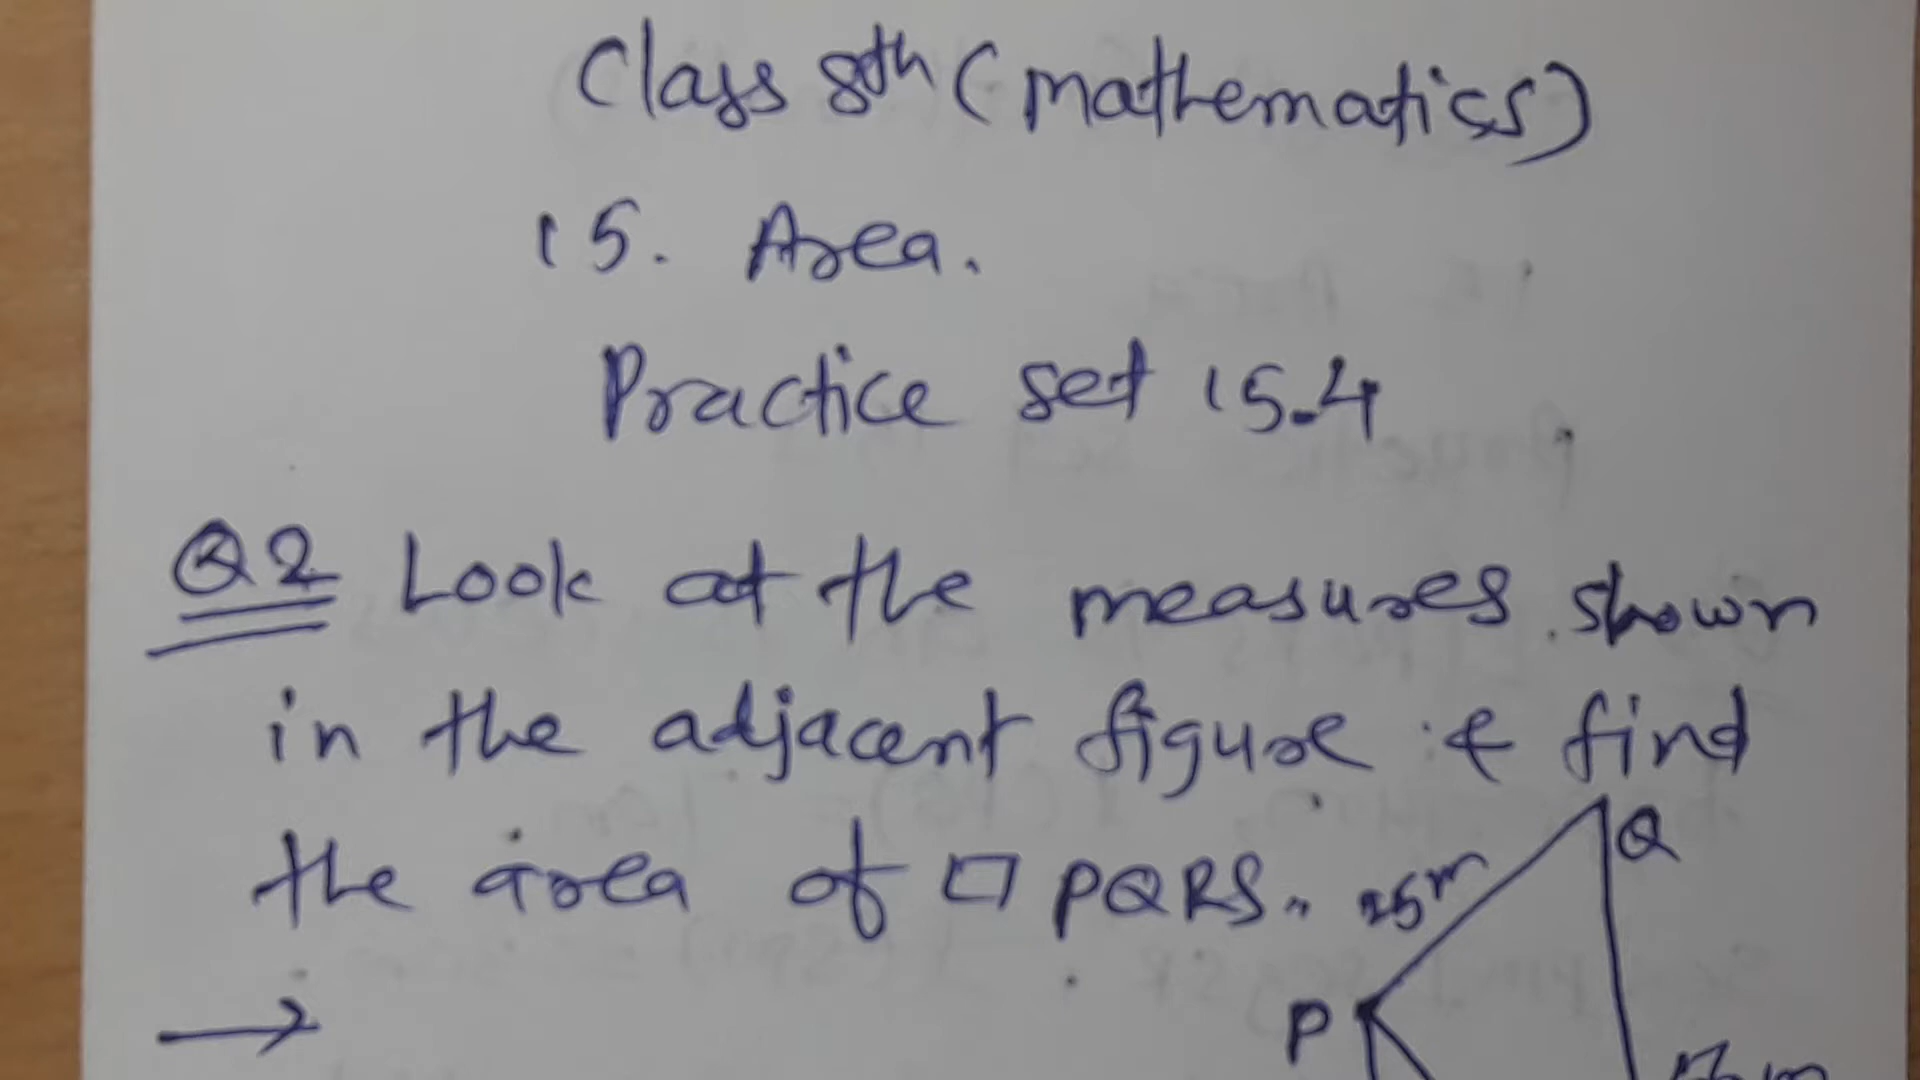 Class 8th (Mathematics)
15. Area.
Practice set 15.4
Q2 Look at the measures shown
in the adjacent figure & find
the area of □ PQRS.
25m
Q
P